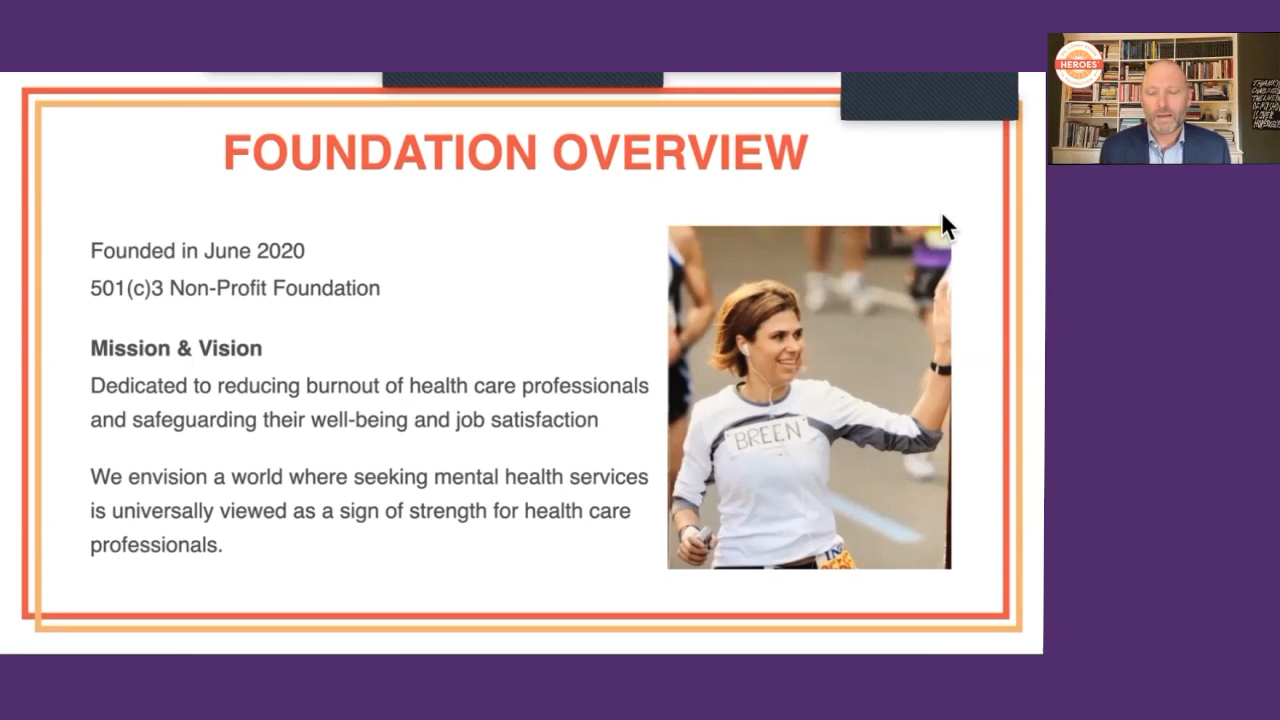 FOUNDATION OVERVIEW
Founded in June 2020
501(c)3 Non-Profit Foundation
Mission & Vision
Dedicated to reducing burnout of health care professionals
and safeguarding their well-being and job satisfaction
We envision a world where seeking mental health services
is universally viewed as a sign of strength for health care
professionals.
BREEN
HEROES'